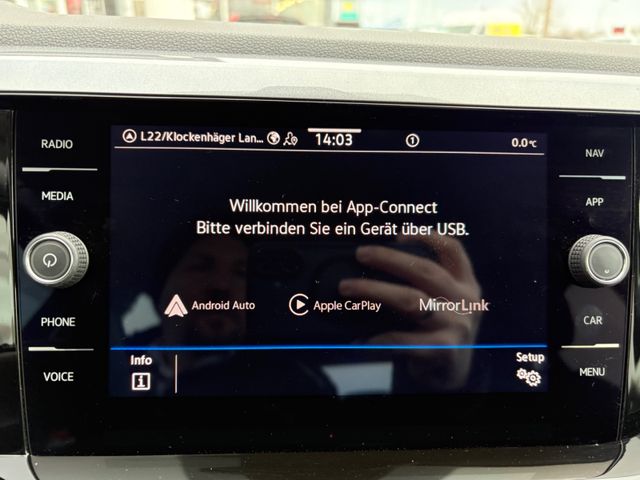 RADIO
MEDIA
PHONE
VOICE
L22/Klockenhäger Lan...
14:03
1
0.0°C
Willkommen bei App-Connect
Bitte verbinden Sie ein Gerät über USB.
Android Auto
Apple CarPlay
MirrorLink
Info
i
Setup
NAV
APP
CAR
MENU